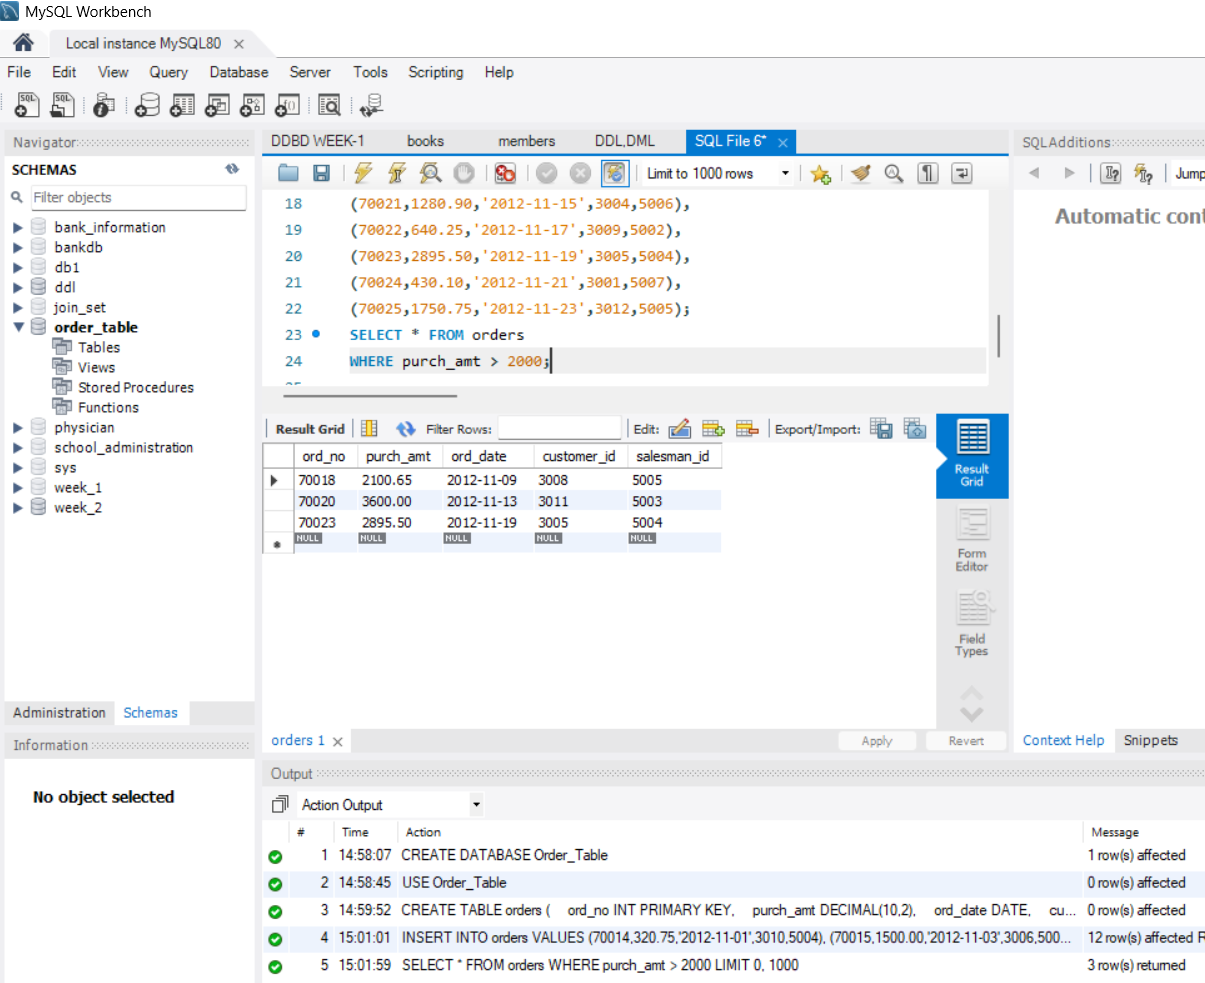 MySQL Workbench
Local instance MySQL80
File Edit View Query Database Server Tools Scripting Help
Navigator
SCHEMAS
Filter objects
bank_information
bankdb
db1
ddl
join_set
order_table
Tables
Views
Stored Procedures
Functions
physician
school_administration
sys
week_1
week_2
Administration Schemas
Information
No object selected
DDBD WEEK-1 books members DDL,DML SQL File 6*
Limit to 1000 rows
18 (70021,1280.90,'2012-11-15',3004,5006),
19 (70022,640.25,'2012-11-17',3009,5002),
20 (70023,2895.50,'2012-11-19',3005,5004),
21 (70024,430.10,'2012-11-21',3001,5007),
22 (70025,1750.75,'2012-11-23',3012,5005);
23 SELECT * FROM orders
24 WHERE purch_amt > 2000;
Result Grid Filter Rows: Edit: Export/Import:
ord_no purch_amt ord_date customer_id salesman_id
70018 2100.65 2012-11-09 3008 5005
70020 3600.00 2012-11-13 3011 5003
70023 2895.50 2012-11-19 3005 5004
NULL NULL NULL NULL NULL
Result
Grid
Form
Editor
Field
Types
orders 1 Apply Revert
SQLAdditions
Jump
Automatic cont
Context Help Snippets
Output
Action Output
# Time Action Message
1 14:58:07 CREATE DATABASE Order_Table 1 row(s) affected
2 14:58:45 USE Order_Table 0 row(s) affected
3 14:59:52 CREATE TABLE orders ( ord_no INT PRIMARY KEY, purch_amt DECIMAL(10,2), ord_date DATE, cu... 0 row(s) affected
4 15:01:01 INSERT INTO orders VALUES (70014,320.75,'2012-11-01',3010,5004), (70015,1500.00,'2012-11-03',3006,500... 12 row(s) affected R
5 15:01:59 SELECT * FROM orders WHERE purch_amt > 2000 LIMIT 0, 1000 3 row(s) returned